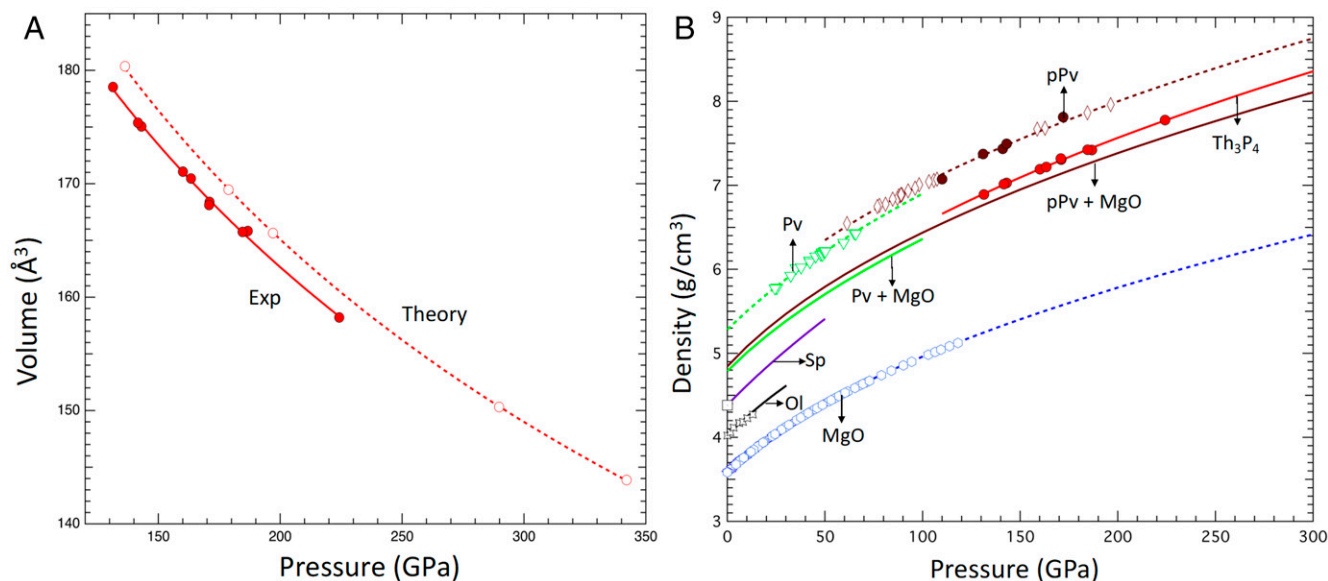 A
Volume (Å³)
180
170
160
150
140
150
200
250
300
350
Pressure (GPa)
Exp
Theory
B
Density (g/cm³)
9
8
7
6
5
4
3
0
50
100
150
200
250
300
Pressure (GPa)
pPv
Th₃P₄
pPv + MgO
Pv
Pv + MgO
Sp
Ol
MgO